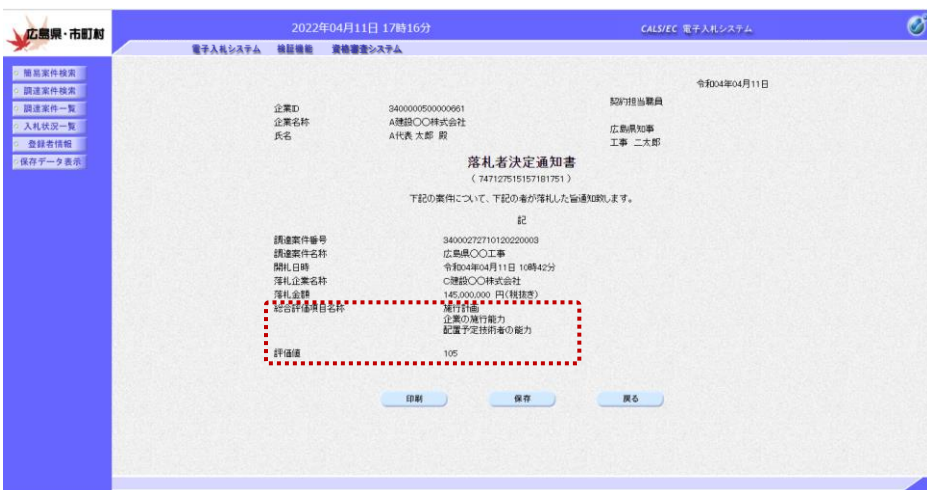 広島県・市町村
2022年04月11日 17時16分
CALS/EC 電子入札システム
電子入札システム 検証機能 資格審査システム
簡易案件検索
調達案件検索
調達案件一覧
入札状況一覧
登録者情報
保存データ表示
令和04年04月11日
企業ID 3400000500000661
企業名称 A建設〇〇株式会社
氏名 A代表 太郎 殿
契約担当職員
広島県知事
工事 二太郎
落札者決定通知書
( 747127515157181751 )
下記の案件について、下記の者が落札した旨通知致します。
記
調達案件番号 34000272710120220003
調達案件名称 広島県〇〇工事
開札日時 令和04年04月11日 10時42分
落札企業名称 C建設〇〇株式会社
落札金額 145,000,000 円(税抜き)
総合評価項目名称 施行計画
企業の施行能力
配置予定技術者の能力
評価値 105
印刷 保存 戻る